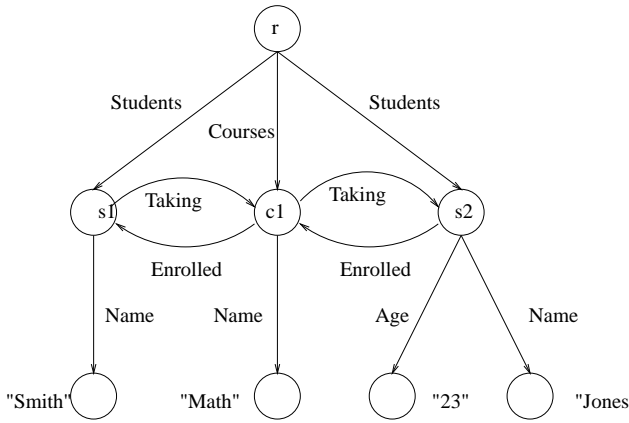 r
Students
Students
Courses
s1
Taking
c1
Taking
s2
Enrolled
Enrolled
Name
Name
Age
Name
"Smith"
"Math"
"23"
"Jones